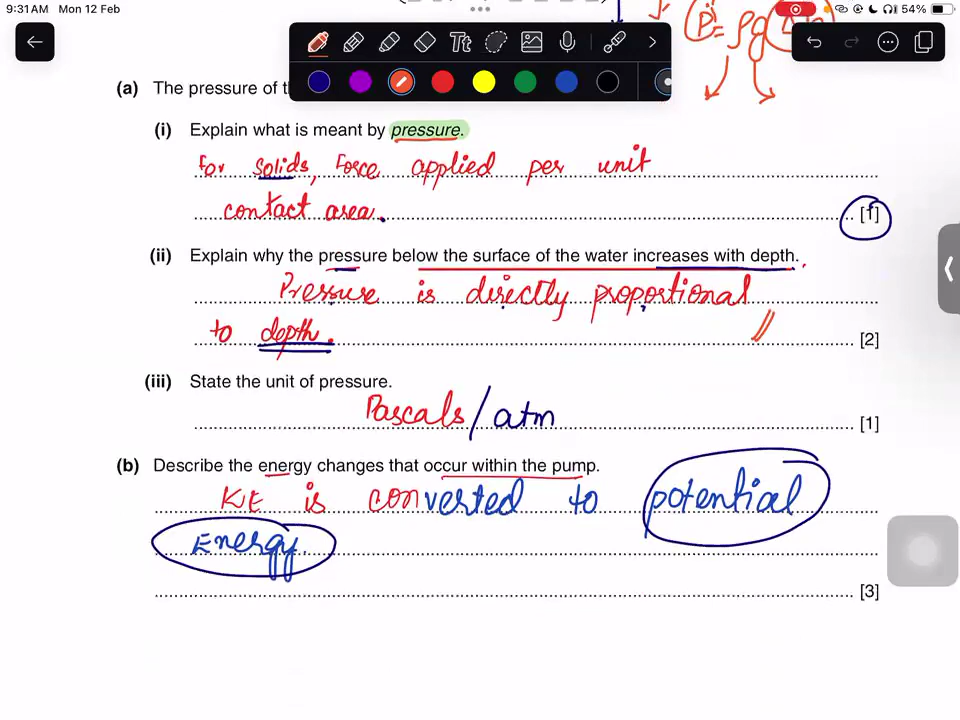 9:31 AM Mon 12 Feb
54%
Tt
P = ρg
(a) The pressure of t
(i) Explain what is meant by pressure.
For solids, Force applied per unit
contact area. [1]
(ii) Explain why the pressure below the surface of the water increases with depth.
Pressure is directly proportional
to depth. [2]
(iii) State the unit of pressure.
Pascals/atm [1]
(b) Describe the energy changes that occur within the pump.
KE is converted to potential
Energy
[3]